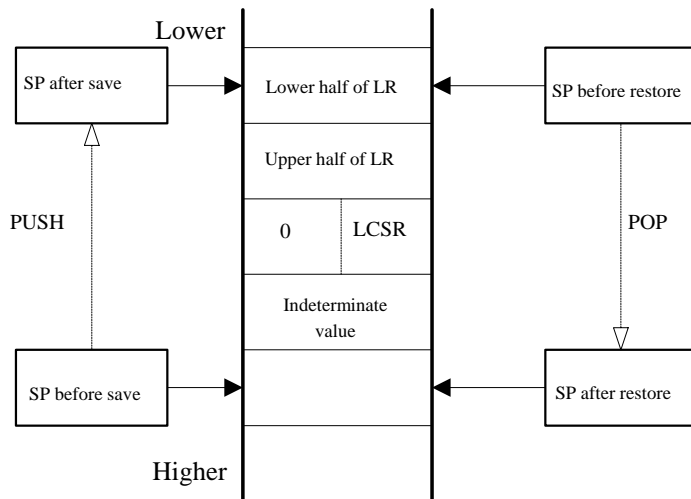 Lower
SP after save
Lower half of LR
SP before restore
Upper half of LR
PUSH
0
LCSR
POP
Indeterminate
value
SP before save
SP after restore
Higher